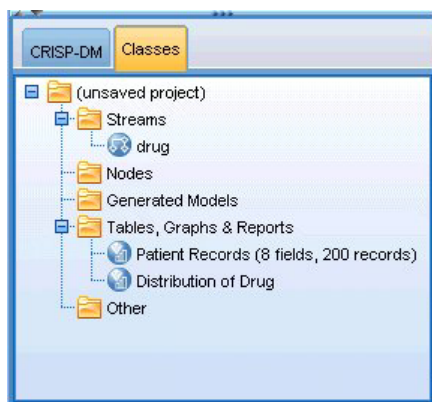 CRISP-DM Classes
(unsaved project)
Streams
drug
Nodes
Generated Models
Tables, Graphs & Reports
Patient Records (8 fields, 200 records)
Distribution of Drug
Other